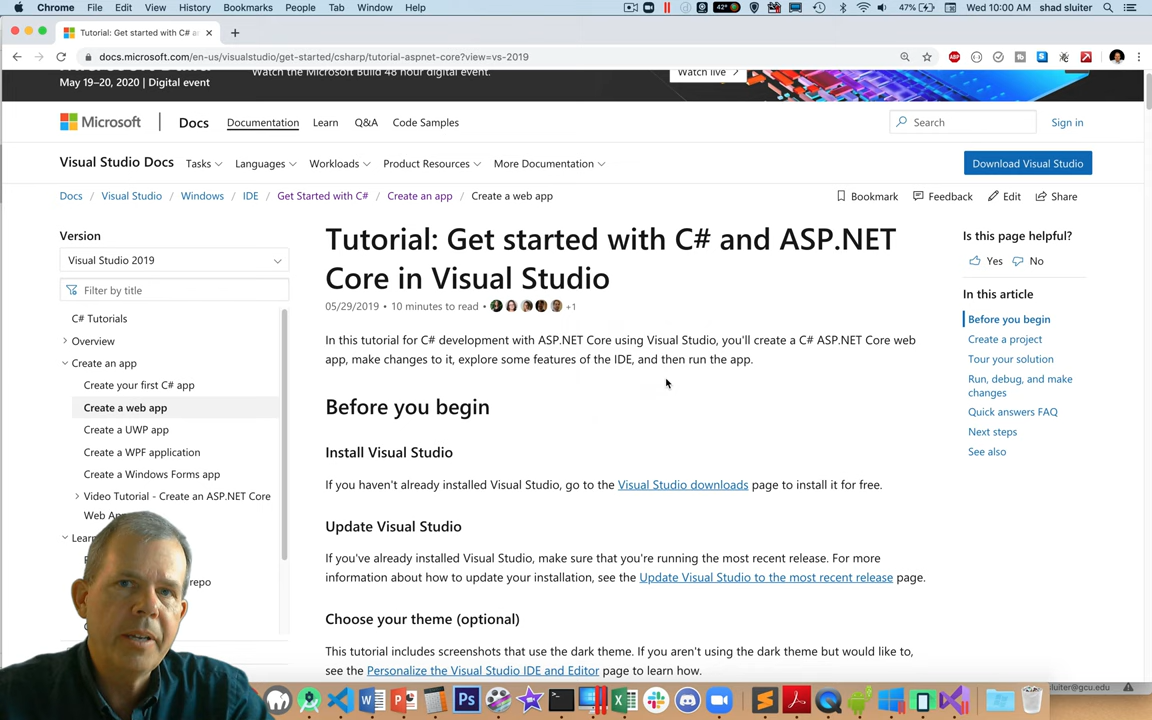 Chrome File Edit View History Bookmarks People Tab Window Help 42° 47% Wed 10:00 AM shad sluiter
Tutorial: Get started with C# a
docs.microsoft.com/en-us/visualstudio/get-started/csharp/tutorial-aspnet-core?view=vs-2019
May 19–20, 2020 | Digital event
Watch the Microsoft Build 48 hour digital event.
Watch live
Microsoft Docs Documentation Learn Q&A Code Samples Search Sign in
Visual Studio Docs Tasks Languages Workloads Product Resources More Documentation Download Visual Studio
Docs / Visual Studio / Windows / IDE / Get Started with C# / Create an app / Create a web app
Bookmark Feedback Edit Share
Version
Visual Studio 2019
Filter by title
C# Tutorials
Overview
Create an app
Create your first C# app
Create a web app
Create a UWP app
Create a WPF application
Create a Windows Forms app
Video Tutorial - Create an ASP.NET Core
Web Ap
Lear
repo
Tutorial: Get started with C# and ASP.NET
Core in Visual Studio
05/29/2019 • 10 minutes to read • +1
In this tutorial for C# development with ASP.NET Core using Visual Studio, you'll create a C# ASP.NET Core web
app, make changes to it, explore some features of the IDE, and then run the app.
Before you begin
Install Visual Studio
If you haven't already installed Visual Studio, go to the Visual Studio downloads page to install it for free.
Update Visual Studio
If you've already installed Visual Studio, make sure that you're running the most recent release. For more
information about how to update your installation, see the Update Visual Studio to the most recent release page.
Choose your theme (optional)
This tutorial includes screenshots that use the dark theme. If you aren't using the dark theme but would like to,
see the Personalize the Visual Studio IDE and Editor page to learn how.
Is this page helpful?
Yes No
In this article
Before you begin
Create a project
Tour your solution
Run, debug, and make
changes
Quick answers FAQ
Next steps
See also
sluiter@gcu.edu